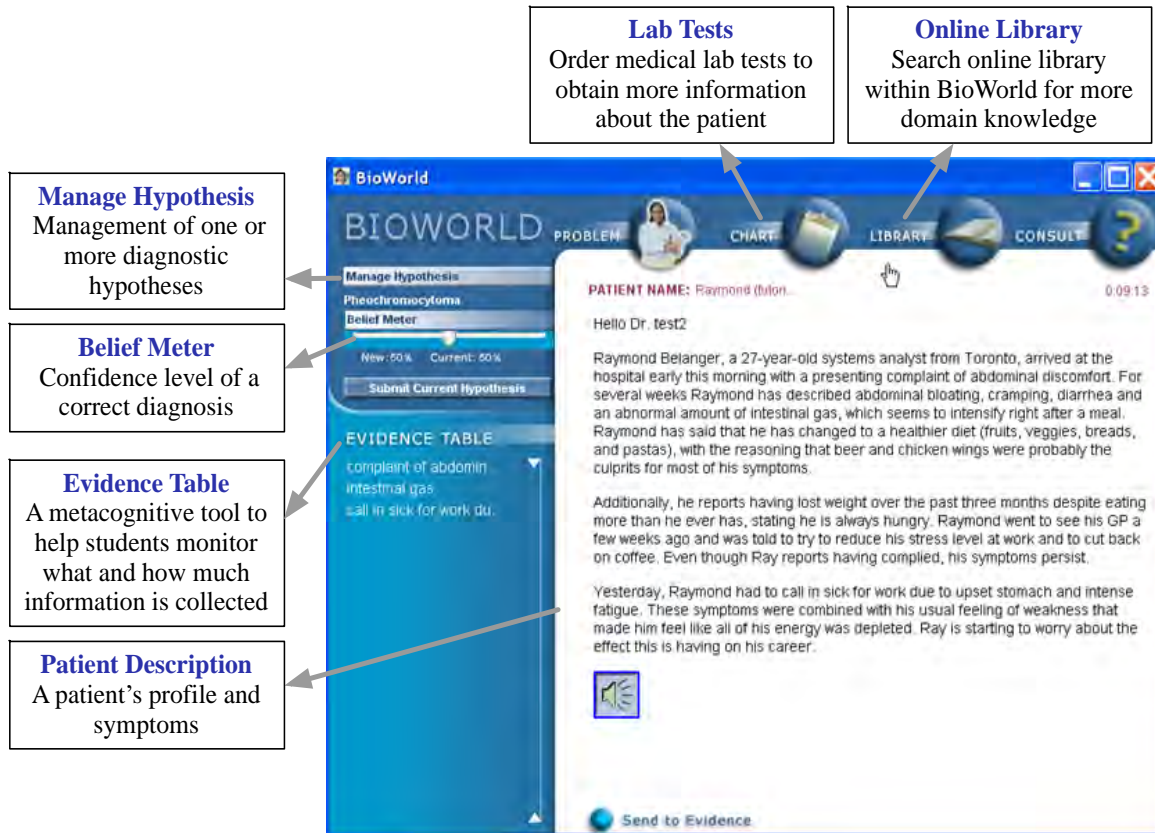 Lab Tests
Order medical lab tests to
obtain more information
about the patient
Online Library
Search online library
within BioWorld for more
domain knowledge
Manage Hypothesis
Management of one or
more diagnostic
hypotheses
Belief Meter
Confidence level of a
correct diagnosis
Evidence Table
A metacognitive tool to
help students monitor
what and how much
information is collected
Patient Description
A patient's profile and
symptoms
BioWorld
BIOWORLD
PROBLEM
CHART
LIBRARY
CONSULT
?
Manage Hypothesis
Pheochromocytoma
Belief Meter
New:50% Current: 50%
Submit Current Hypothesis
EVIDENCE TABLE
complaint of abdomin
intestinal gas
call in sick for work du.
PATIENT NAME: Raymond (tutori... 0:09:13
Hello Dr. test2
Raymond Belanger, a 27-year-old systems analyst from Toronto, arrived at the
hospital early this morning with a presenting complaint of abdominal discomfort. For
several weeks Raymond has described abdominal bloating, cramping, diarrhea and
an abnormal amount of intestinal gas, which seems to intensify right after a meal.
Raymond has said that he has changed to a healthier diet (fruits, veggies, breads,
and pastas), with the reasoning that beer and chicken wings were probably the
culprits for most of his symptoms.
Additionally, he reports having lost weight over the past three months despite eating
more than he ever has, stating he is always hungry. Raymond went to see his GP a
few weeks ago and was told to try to reduce his stress level at work and to cut back
on coffee. Even though Ray reports having complied, his symptoms persist.
Yesterday, Raymond had to call in sick for work due to upset stomach and intense
fatigue. These symptoms were combined with his usual feeling of weakness that
made him feel like all of his energy was depleted. Ray is starting to worry about the
effect this is having on his career.
Send to Evidence